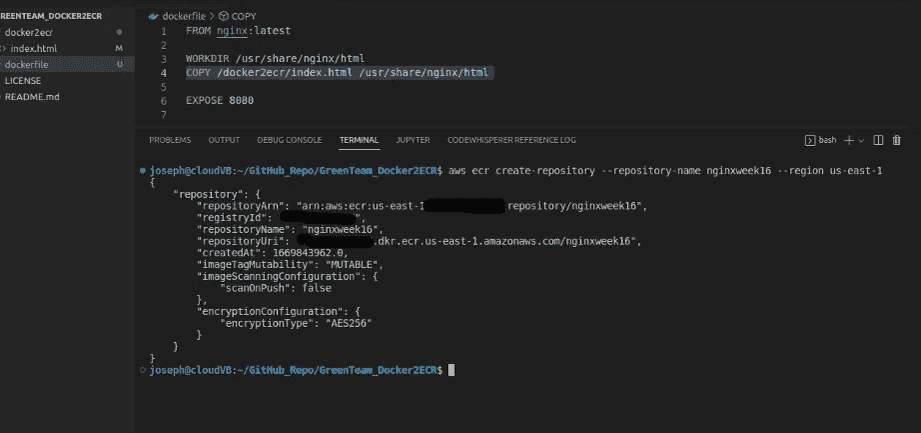 GREENTEAM_DOCKER2ECR
docker2ecr
index.html M
dockerfile U
LICENSE
README.md
dockerfile > COPY
1 FROM nginx:latest
2
3 WORKDIR /usr/share/nginx/html
4 COPY /docker2ecr/index.html /usr/share/nginx/html
5
6 EXPOSE 8080
7
PROBLEMS OUTPUT DEBUG CONSOLE TERMINAL JUPYTER CODEWHISPERER REFERENCE LOG
bash
joseph@cloudVB:~/GitHub_Repo/GreenTeam_Docker2ECR$ aws ecr create-repository --repository-name nginxweek16 --region us-east-1
{
"repository": {
"repositoryArn": "arn:aws:ecr:us-east-1 repository/nginxweek16",
"registryId": ",
"repositoryName": "nginxweek16",
"repositoryUri": .dkr.ecr.us-east-1.amazonaws.com/nginxweek16",
"createdAt": 1669843962.0,
"imageTagMutability": "MUTABLE",
"imageScanningConfiguration": {
"scanOnPush": false
},
"encryptionConfiguration": {
"encryptionType": "AES256"
}
}
}
joseph@cloudVB:~/GitHub_Repo/GreenTeam_Docker2ECR$